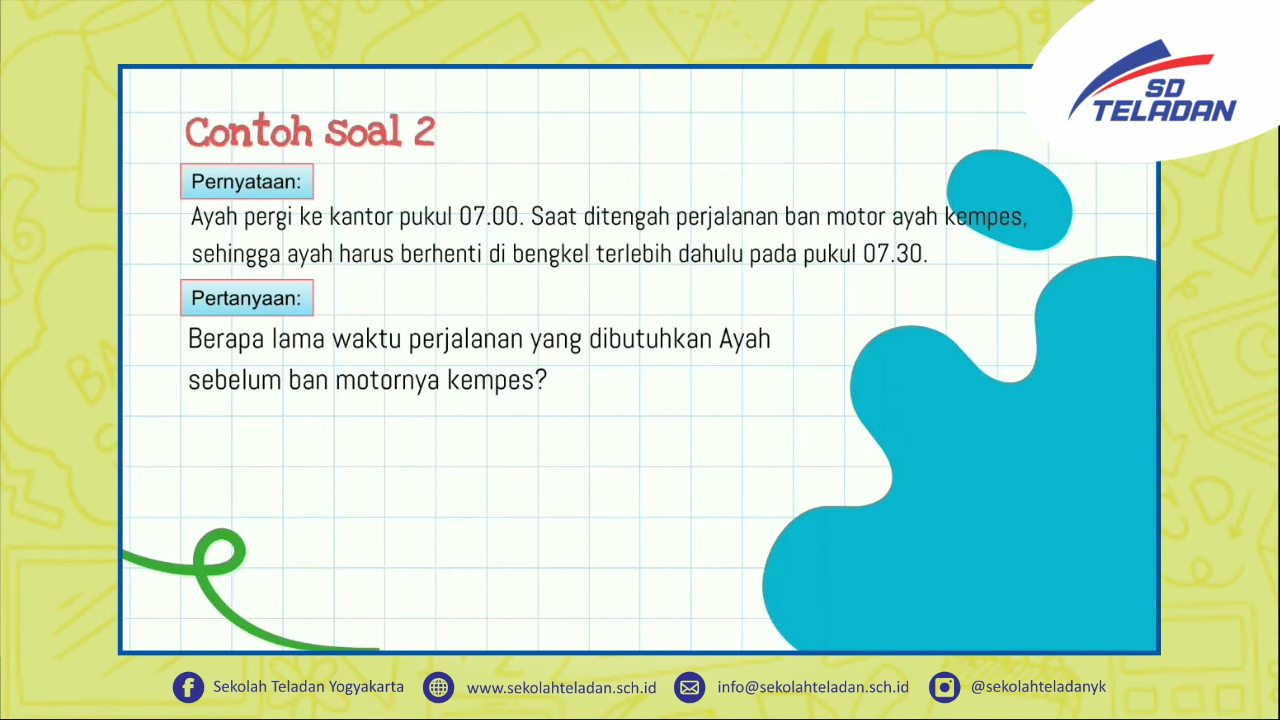 SD
TELADAN
Contoh soal 2
Pernyataan:
Ayah pergi ke kantor pukul 07.00. Saat ditengah perjalanan ban motor ayah kempes,
sehingga ayah harus berhenti di bengkel terlebih dahulu pada pukul 07.30.
Pertanyaan:
Berapa lama waktu perjalanan yang dibutuhkan Ayah
sebelum ban motornya kempes?
Sekolah Teladan Yogyakarta
www.sekolahteladan.sch.id
info@sekolahteladan.sch.id
@sekolahteladanyk